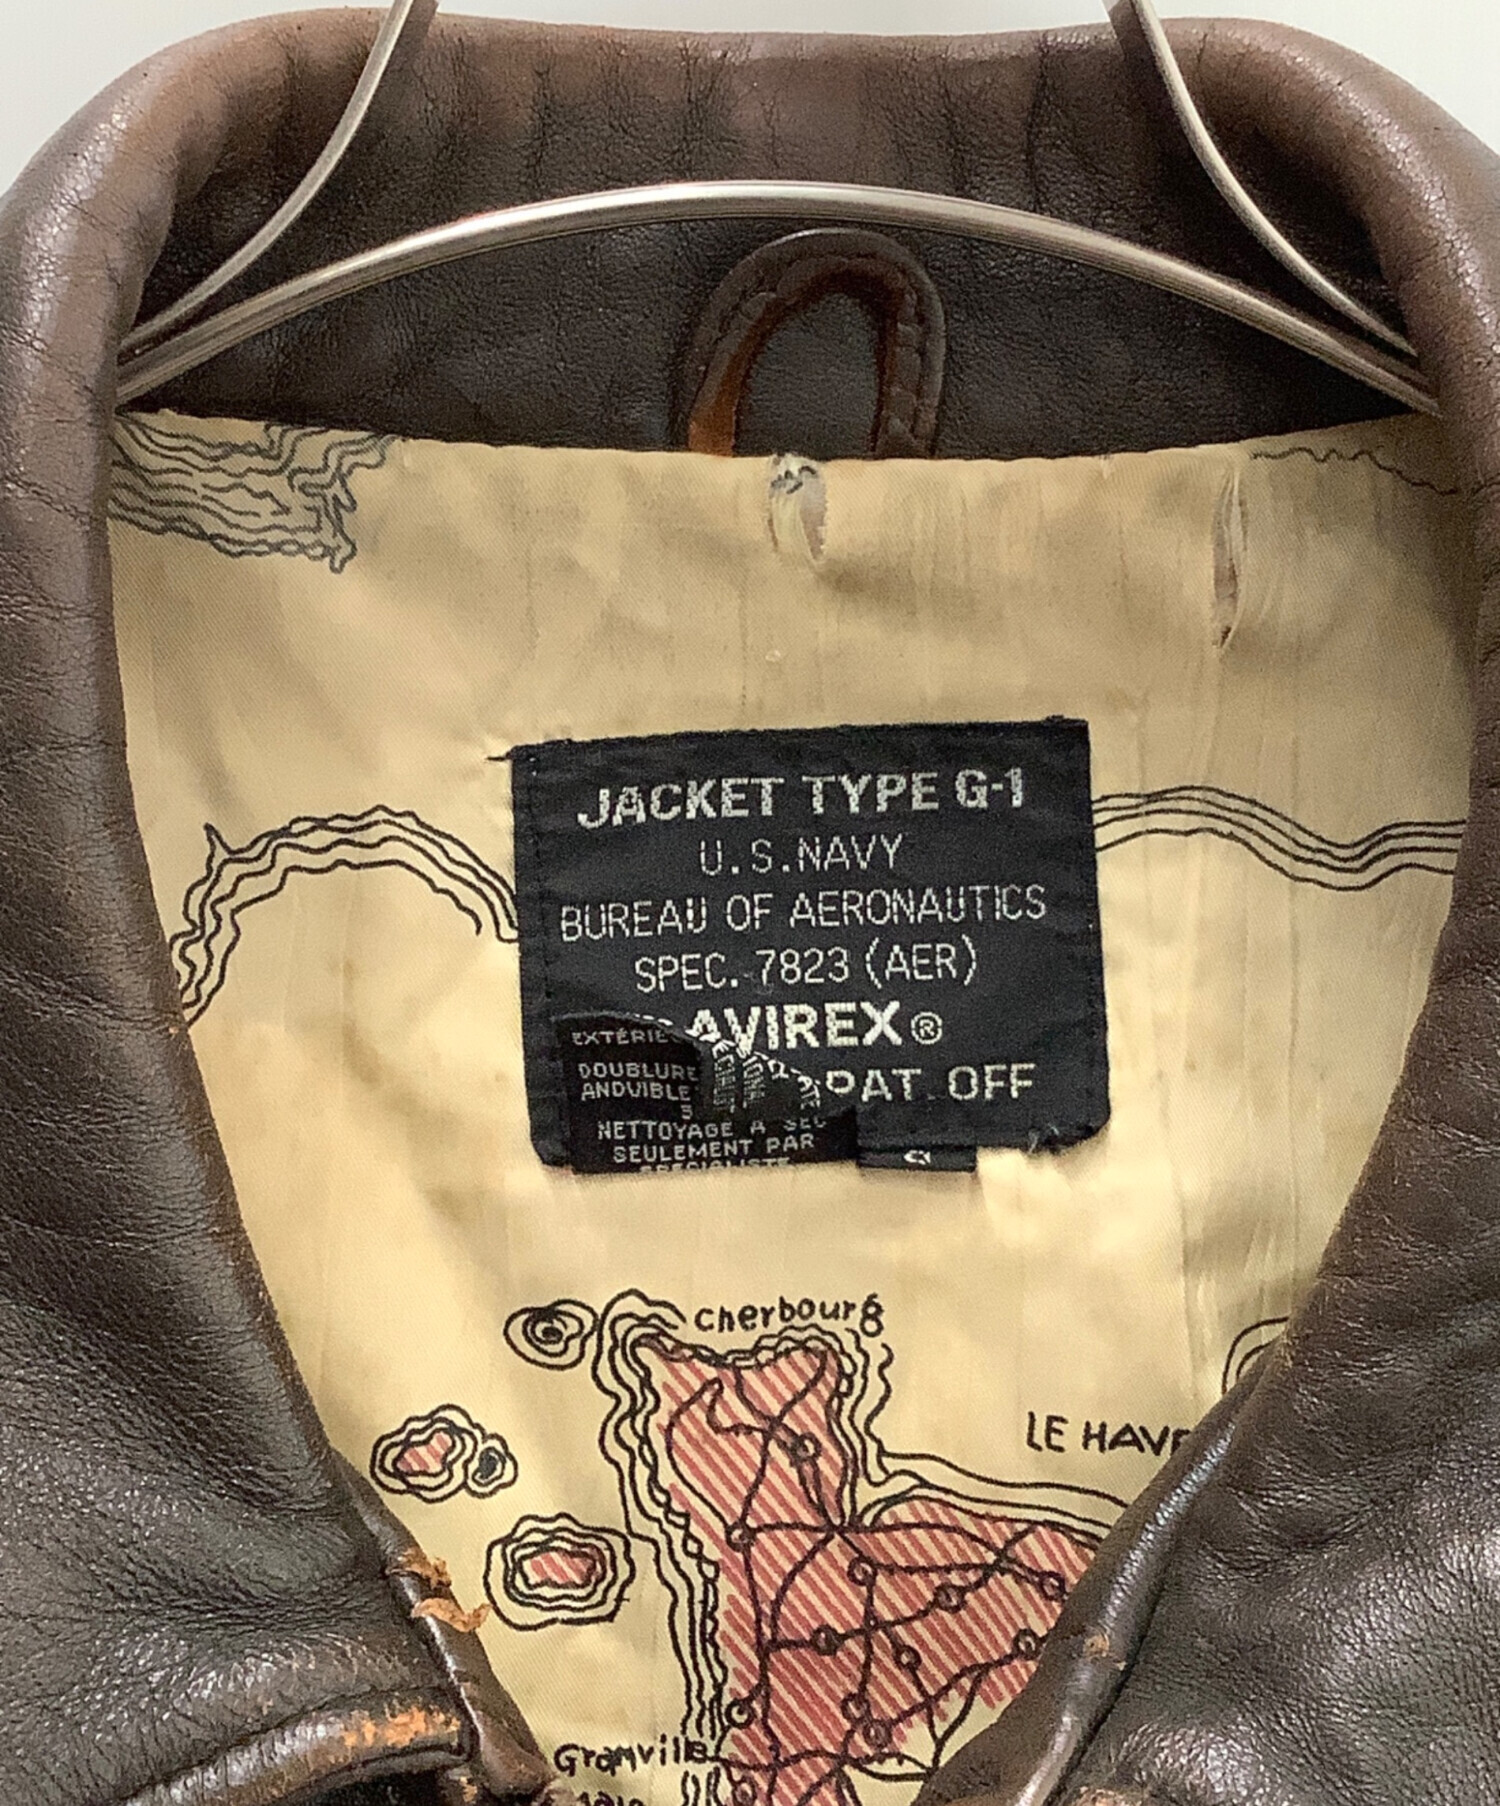 JACKET TYPE G-1
U.S.NAVY
BUREAU OF AERONAUTICS
SPEC. 7823 (AER)
AVIREX®
PAT. OFF
DOUBLURE
NETTOYAGE A SEC
SEULEMENT PAR
SPECIALISTE
cherbourg
LE HAV
Granville